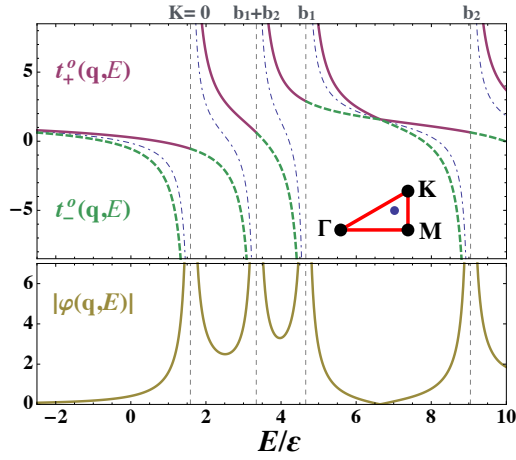 K= 0 b₁+b₂ b₁ b₂
5
t₊ᵒ(q,E)
0
t₋ᵒ(q,E)
K
Γ M
−5
6
|φ(q,E)|
4
2
0
−2 0 2 4 6 8 10
E/ε